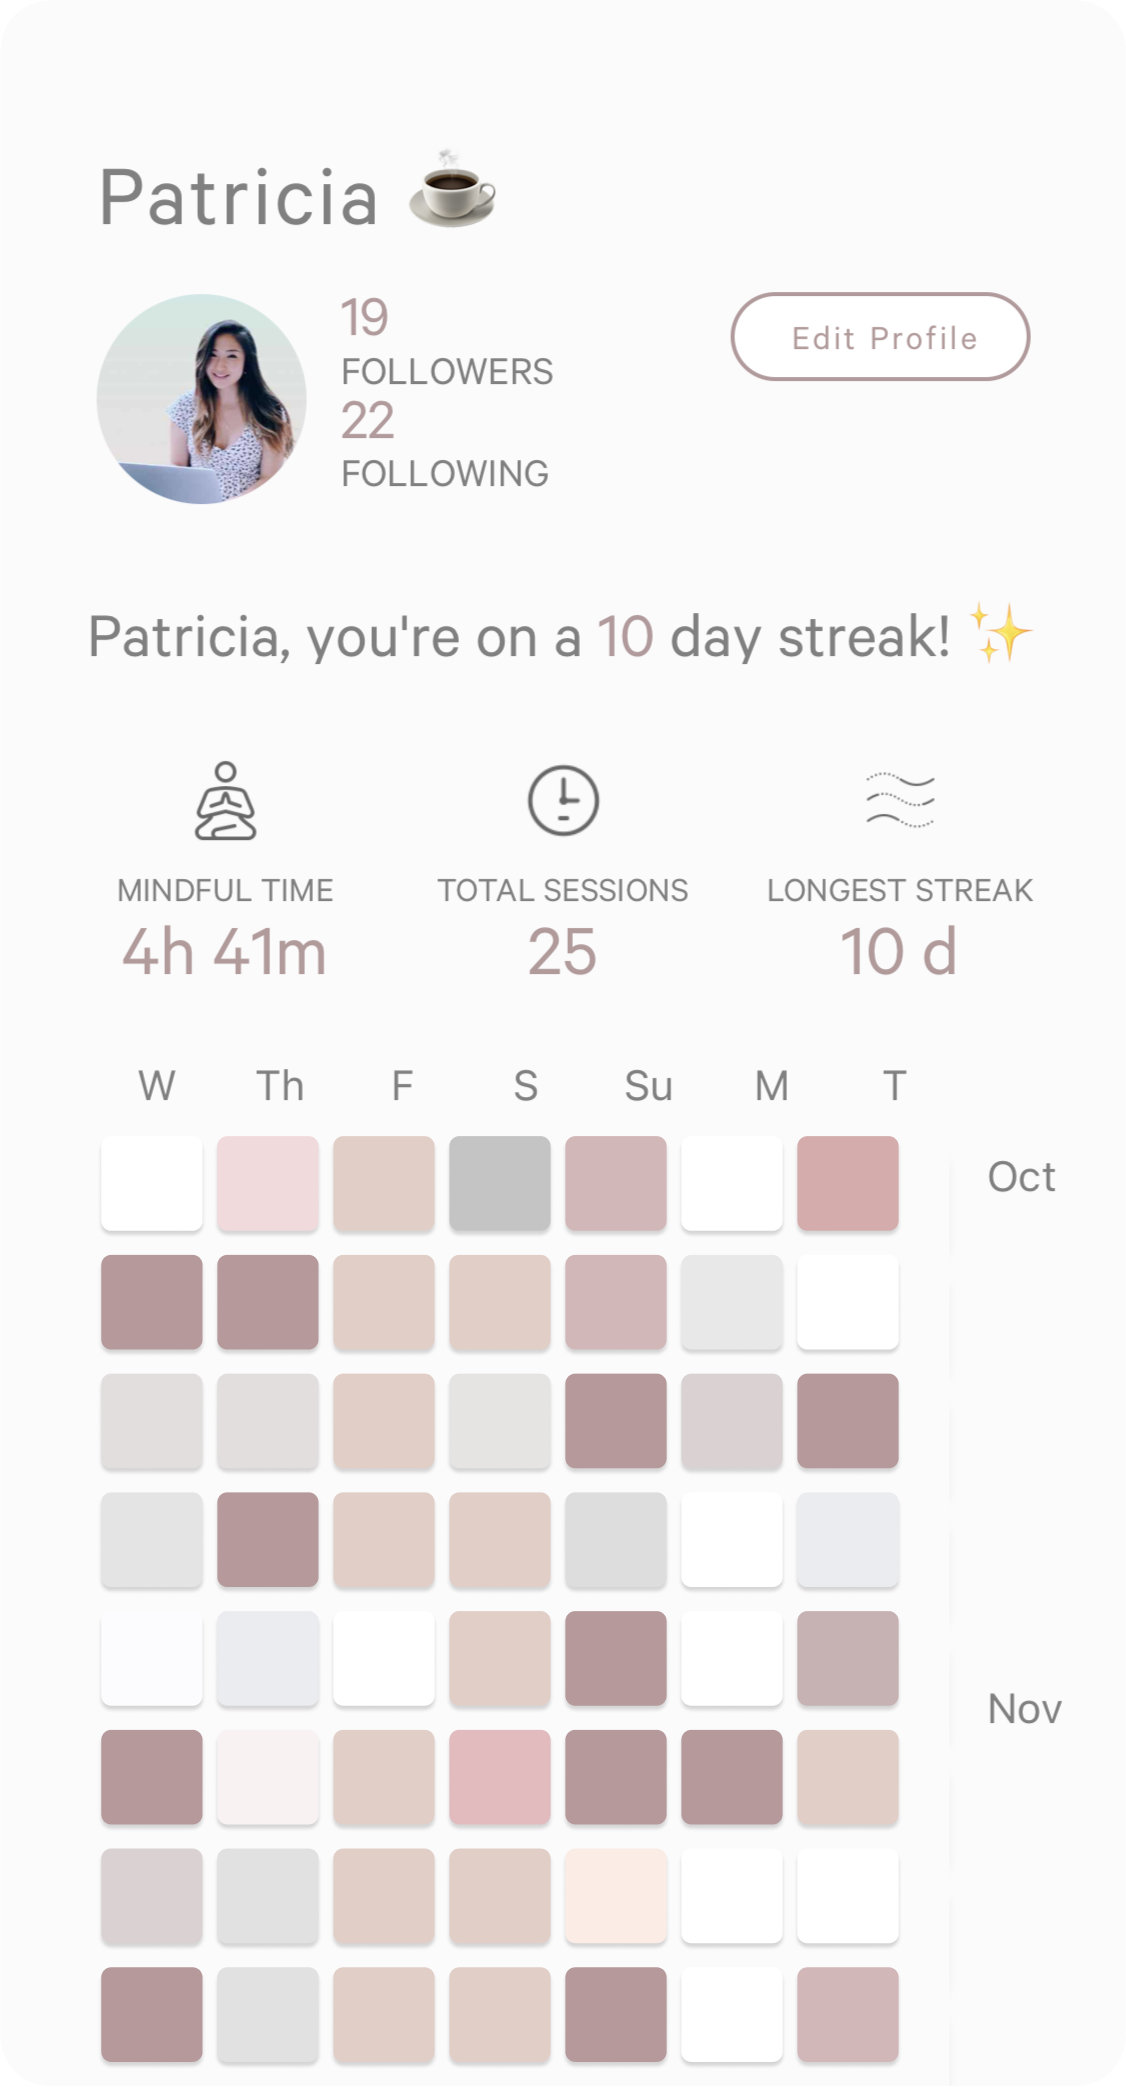 Patricia ☕
19
FOLLOWERS
22
FOLLOWING
Edit Profile
Patricia, you're on a 10 day streak! ✨
MINDFUL TIME TOTAL SESSIONS LONGEST STREAK
4h 41m 25 10 d
W Th F S Su M T
Oct
Nov